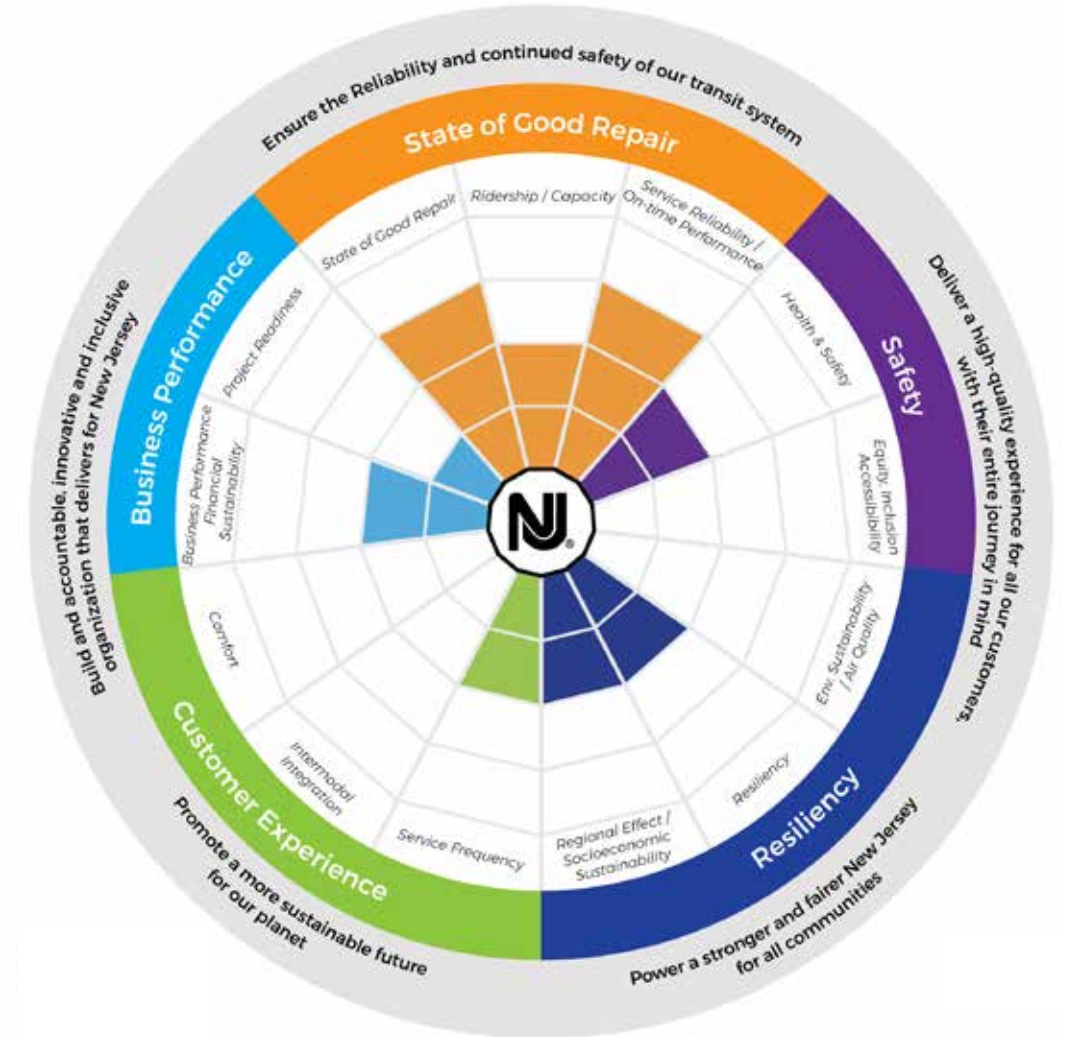 Ensure the Reliability and continued safety of our transit system
State of Good Repair
State of Good Repair
Ridership / Capacity
Service Reliability /
On-time Performance
Safety
Health & Safety
Equity, Inclusion
Accessibibility
Deliver a high-quality experience for all our customers,
with their entire journey in mind
Resiliency
Env. Sustainability
/ Air Quality
Resiliency
Regional Effect /
Socioeconomic
Sustainability
Power a stronger and fairer New Jersey
for all communities
Customer Experience
Service Frequency
Intermodal
Integration
Comfort
Promote a more sustainable future
for our planet
Business Performance
Business Performance
Financial
Sustainability
Project Readiness
Build and accountable, innovative and inclusive
organization that delivers for New Jersey
NJ®